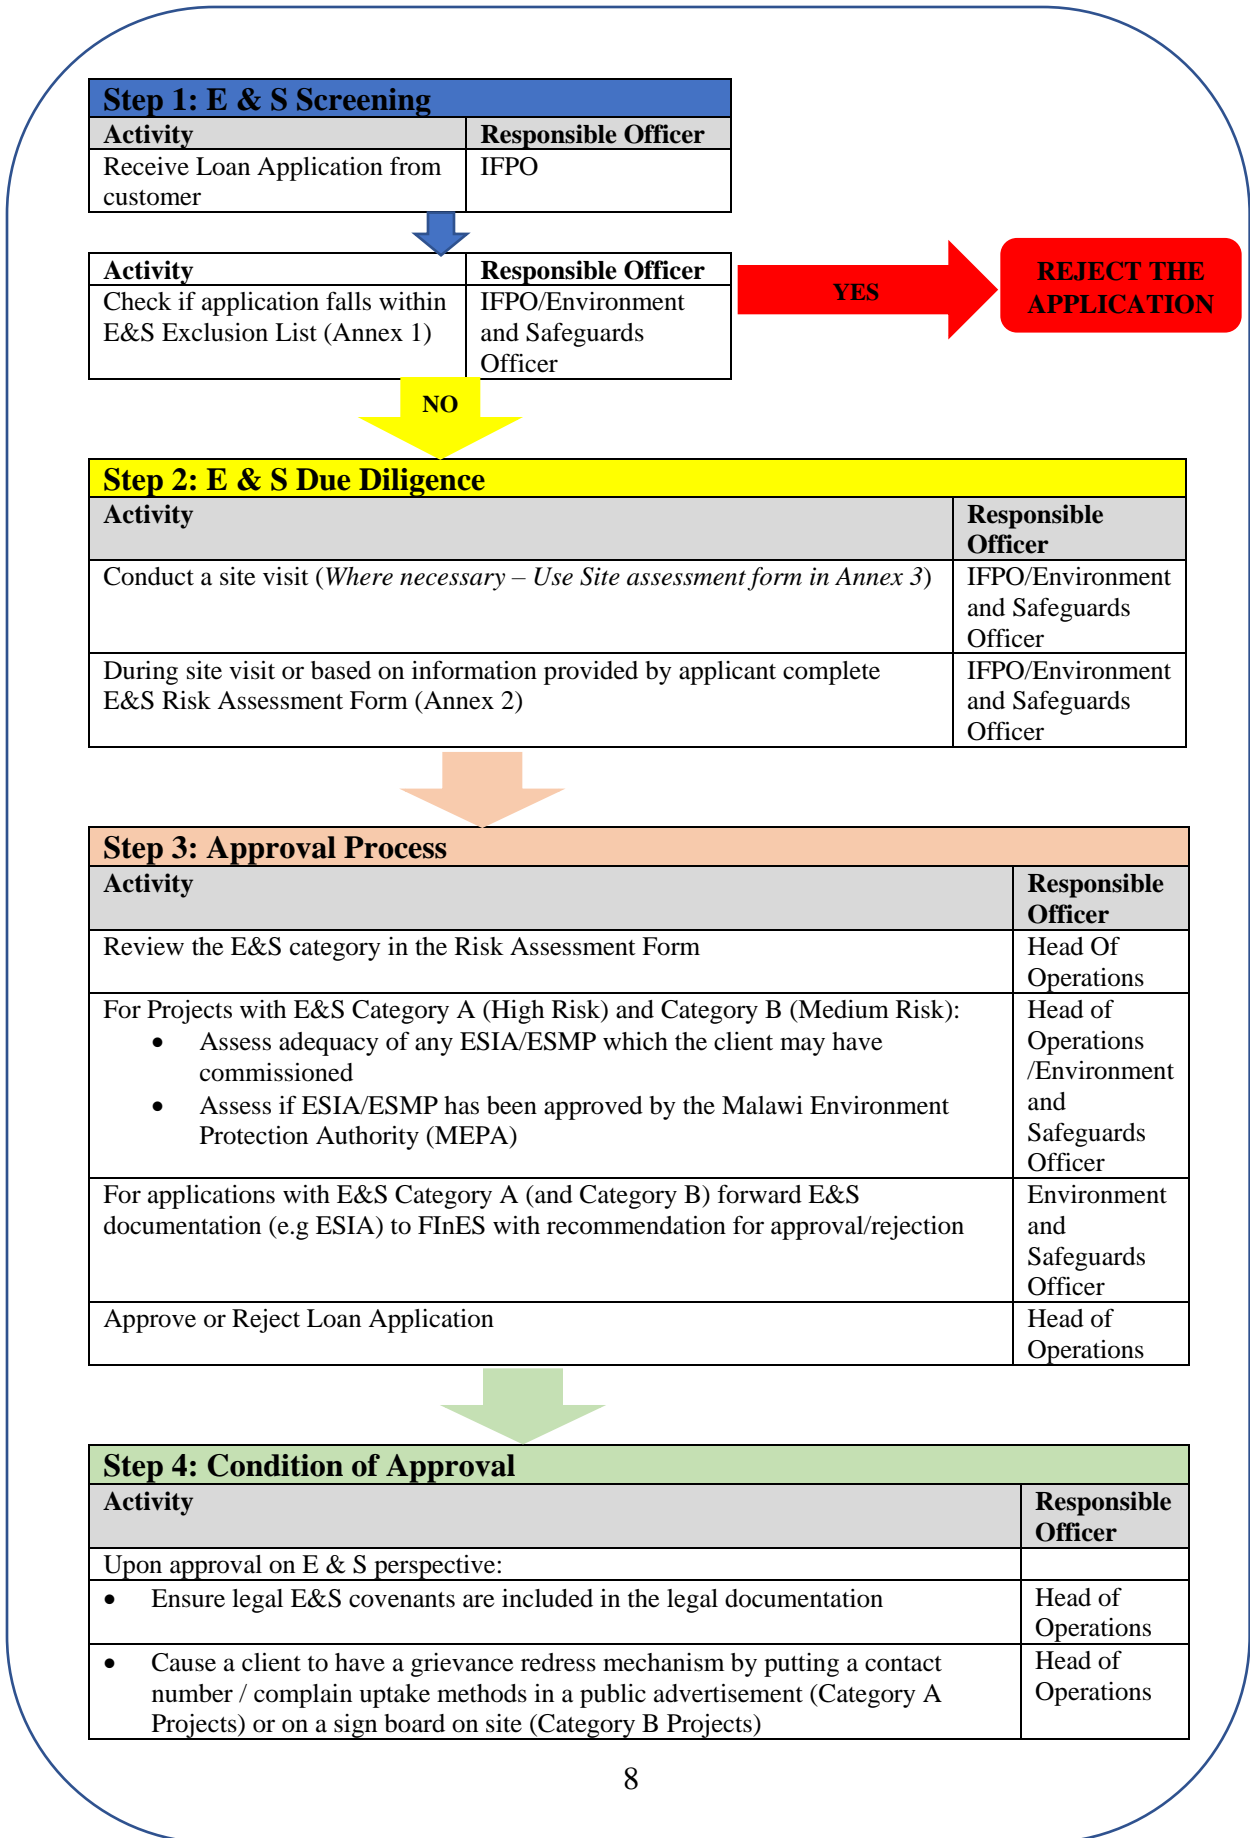 Step 1: E & S Screening
Activity
Responsible Officer
Receive Loan Application from
customer
IFPO
Activity
Responsible Officer
Check if application falls within
E&S Exclusion List (Annex 1)
IFPO/Environment
and Safeguards
Officer
YES
REJECT THE
APPLICATION
NO
Step 2: E & S Due Diligence
Activity
Responsible
Officer
Conduct a site visit (Where necessary – Use Site assessment form in Annex 3)
IFPO/Environment
and Safeguards
Officer
During site visit or based on information provided by applicant complete
E&S Risk Assessment Form (Annex 2)
IFPO/Environment
and Safeguards
Officer
Step 3: Approval Process
Activity
Responsible
Officer
Review the E&S category in the Risk Assessment Form
Head Of
Operations
For Projects with E&S Category A (High Risk) and Category B (Medium Risk):
• Assess adequacy of any ESIA/ESMP which the client may have
commissioned
• Assess if ESIA/ESMP has been approved by the Malawi Environment
Protection Authority (MEPA)
Head of
Operations
/Environment
and
Safeguards
Officer
For applications with E&S Category A (and Category B) forward E&S
documentation (e.g ESIA) to FInES with recommendation for approval/rejection
Environment
and
Safeguards
Officer
Approve or Reject Loan Application
Head of
Operations
Step 4: Condition of Approval
Activity
Responsible
Officer
Upon approval on E & S perspective:
• Ensure legal E&S covenants are included in the legal documentation
Head of
Operations
• Cause a client to have a grievance redress mechanism by putting a contact
number / complain uptake methods in a public advertisement (Category A
Projects) or on a sign board on site (Category B Projects)
Head of
Operations
8